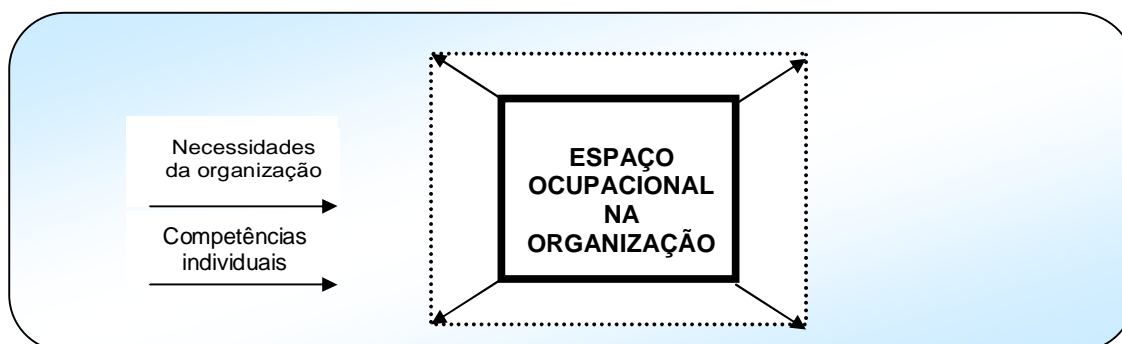 Necessidades
da organização
Competências
individuais
ESPAÇO
OCUPACIONAL
NA
ORGANIZAÇÃO